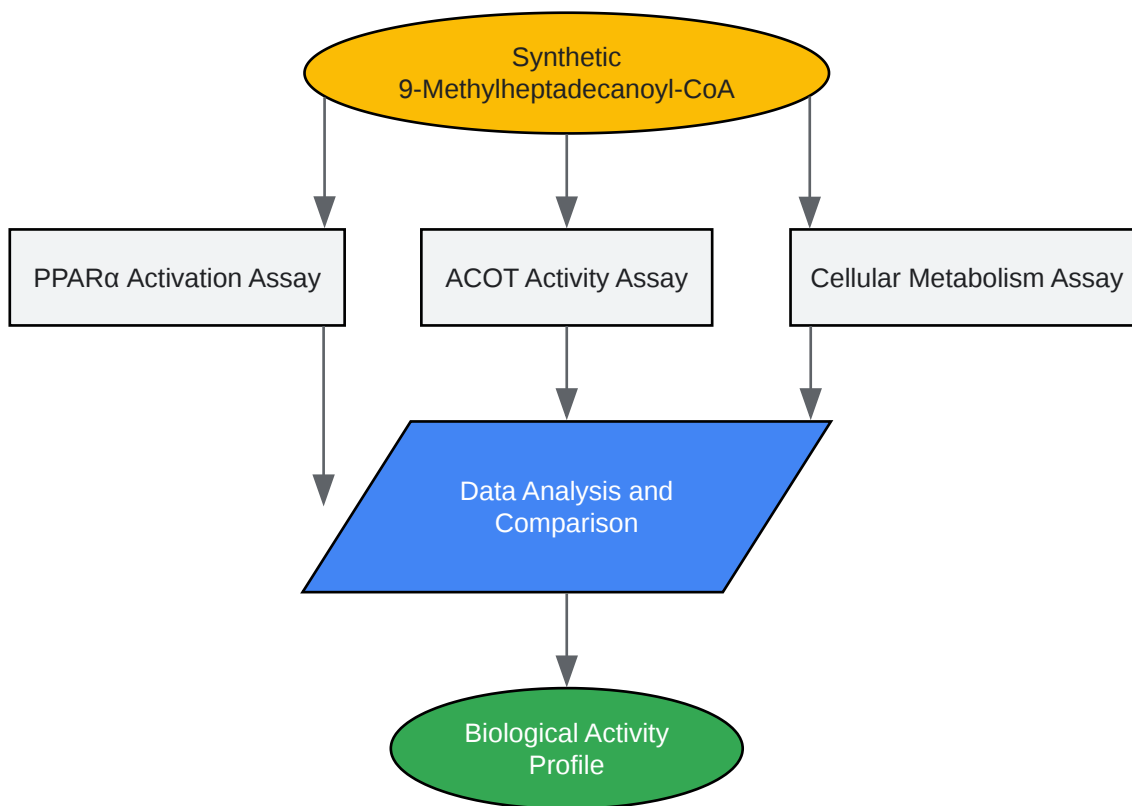 Synthetic
9-Methylheptadecanoyl-CoA
PPARα Activation Assay
ACOT Activity Assay
Cellular Metabolism Assay
Data Analysis and
Comparison
Biological Activity
Profile